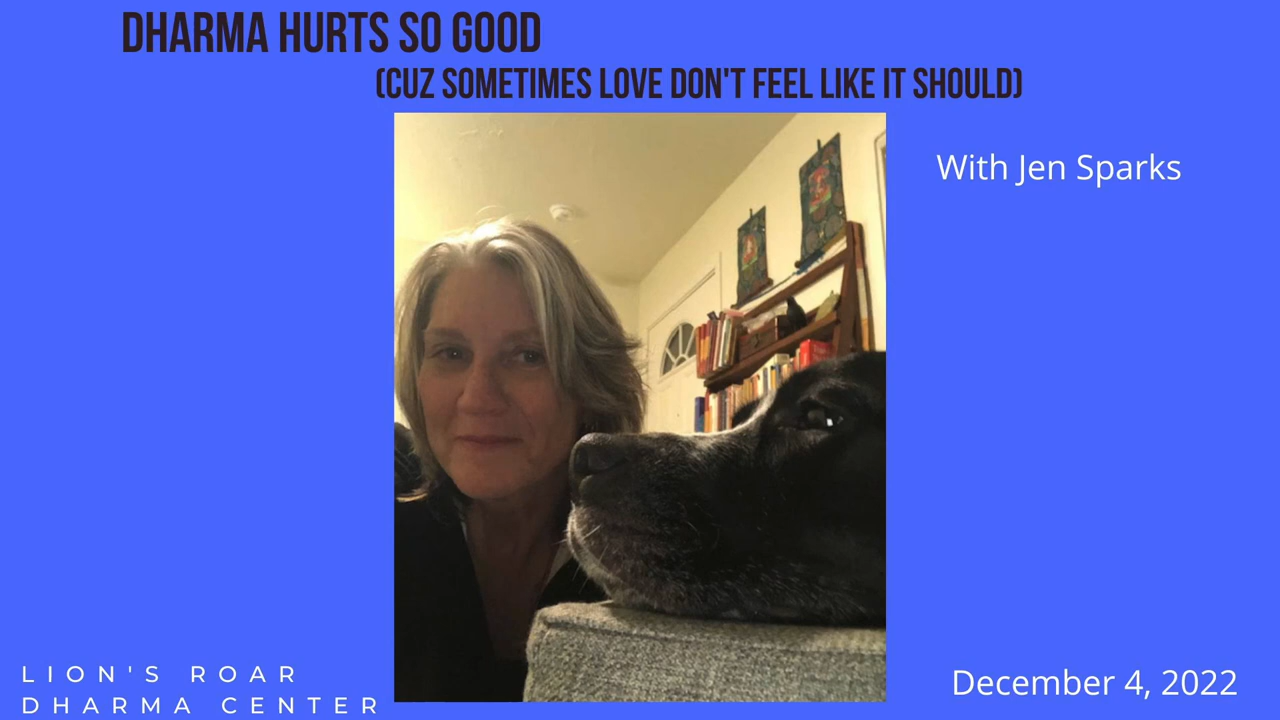 DHARMA HURTS SO GOOD
(CUZ SOMETIMES LOVE DON'T FEEL LIKE IT SHOULD)
With Jen Sparks
LION'S ROAR
DHARMA CENTER
December 4, 2022